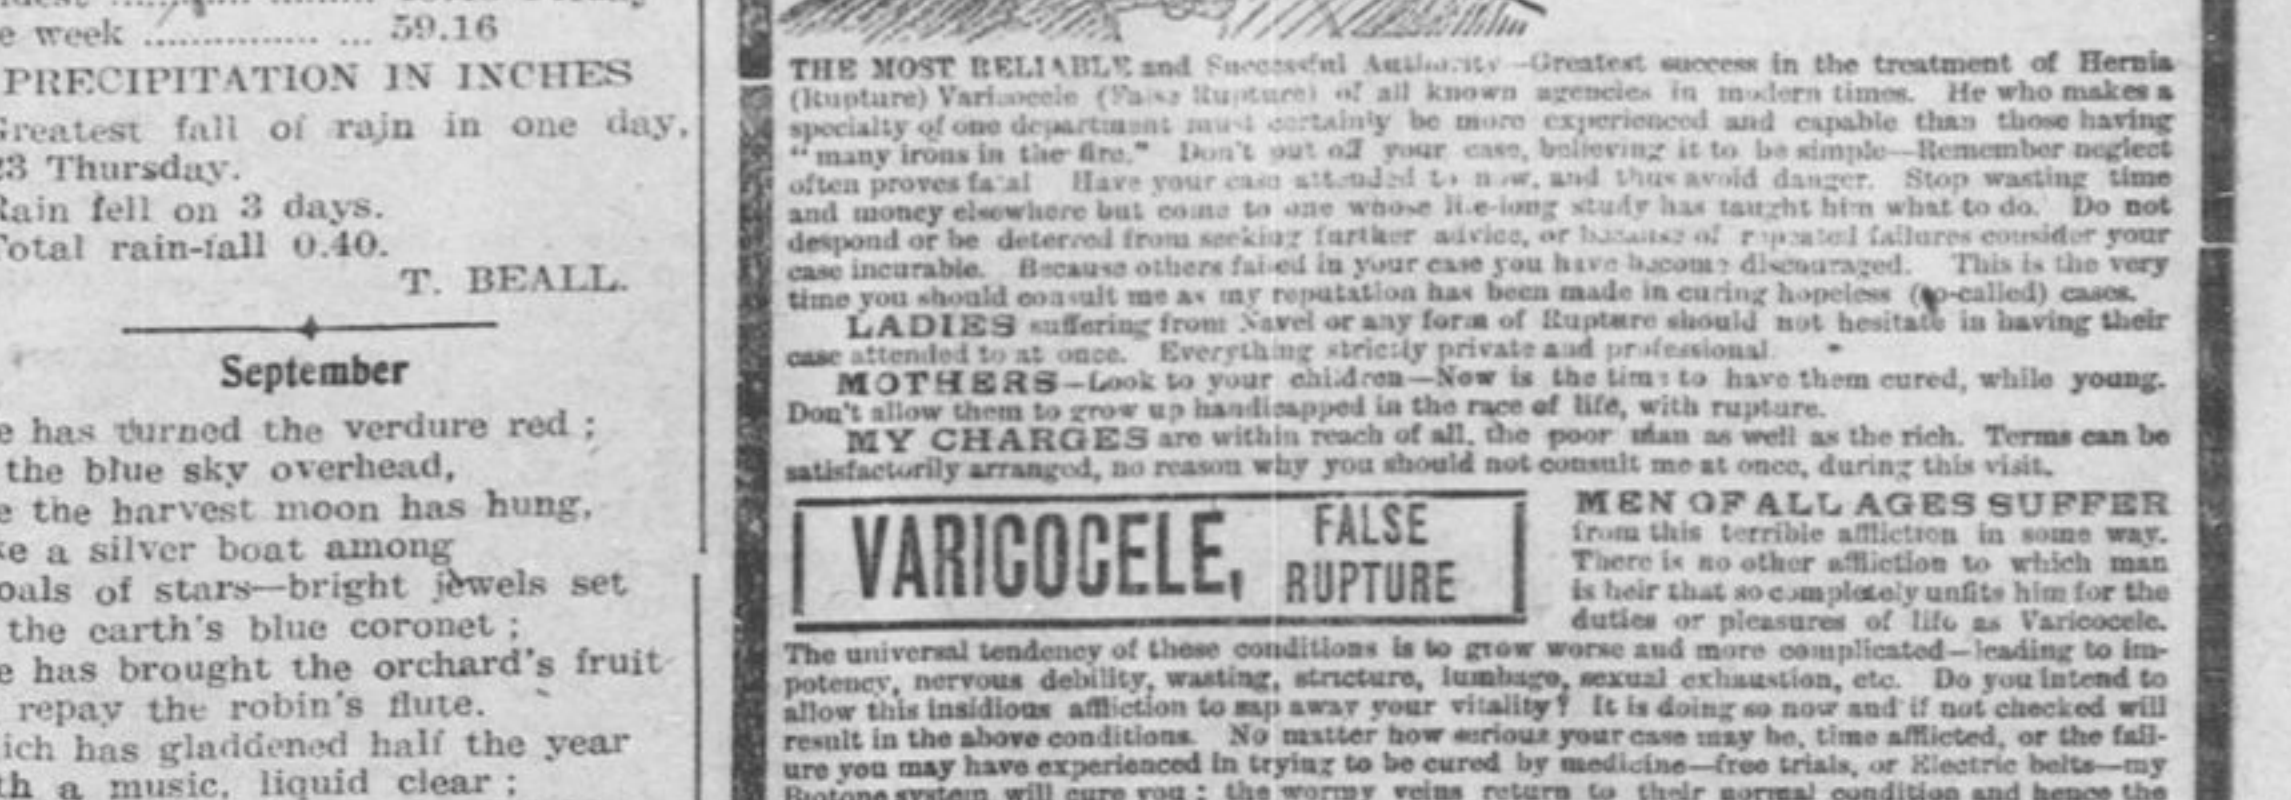 e week ............... ... 59.16
PRECIPITATION IN INCHES
Greatest fall of rain in one day,
23 Thursday.
Rain fell on 3 days.
Total rain-fall 0.40.
T. BEALL.
September
e has turned the verdure red ;
the blue sky overhead,
e the harvest moon has hung,
ke a silver boat among
oals of stars—bright jewels set
the earth's blue coronet ;
e has brought the orchard's fruit
repay the robin's flute.
ich has gladdened half the year
th a music, liquid clear ;
THE MOST RELIABLE and Successful Authority—Greatest success in the treatment of Hernia
(Rupture) Varicocele (False Rupture) of all known agencies in modern times. He who makes a
specialty of one department must certainly be more experienced and capable than those having
"many irons in the fire." Don't put off your case, believing it to be simple—Remember neglect
often proves fatal Have your case attended to now, and thus avoid danger. Stop wasting time
and money elsewhere but come to one whose life-long study has taught him what to do. Do not
despond or be deterred from seeking further advice, or because of repeated failures consider your
case incurable. Because others failed in your case you have become discouraged. This is the very
time you should consult me as my reputation has been made in curing hopeless (so-called) cases.
LADIES suffering from Navel or any form of Rupture should not hesitate in having their
case attended to at once. Everything strictly private and professional.
MOTHERS—Look to your children—Now is the time to have them cured, while young.
Don't allow them to grow up handicapped in the race of life, with rupture.
MY CHARGES are within reach of all, the poor man as well as the rich. Terms can be
satisfactorily arranged, no reason why you should not consult me at once, during this visit.
VARICOCELE, FALSE RUPTURE
MEN OF ALL AGES SUFFER
from this terrible affliction in some way.
There is no other affliction to which man
is heir that so completely unfits him for the
duties or pleasures of life as Varicocele.
The universal tendency of these conditions is to grow worse and more complicated—leading to im-
potency, nervous debility, wasting, stricture, lumbago, sexual exhaustion, etc. Do you intend to
allow this insidious affliction to sap away your vitality? It is doing so now and if not checked will
result in the above conditions. No matter how serious your case may be, time afflicted, or the fail-
ure you may have experienced in trying to be cured by medicine—free trials, or Electric belts—my
Biotone system will cure you ; the wormy veins return to their normal condition and hence the